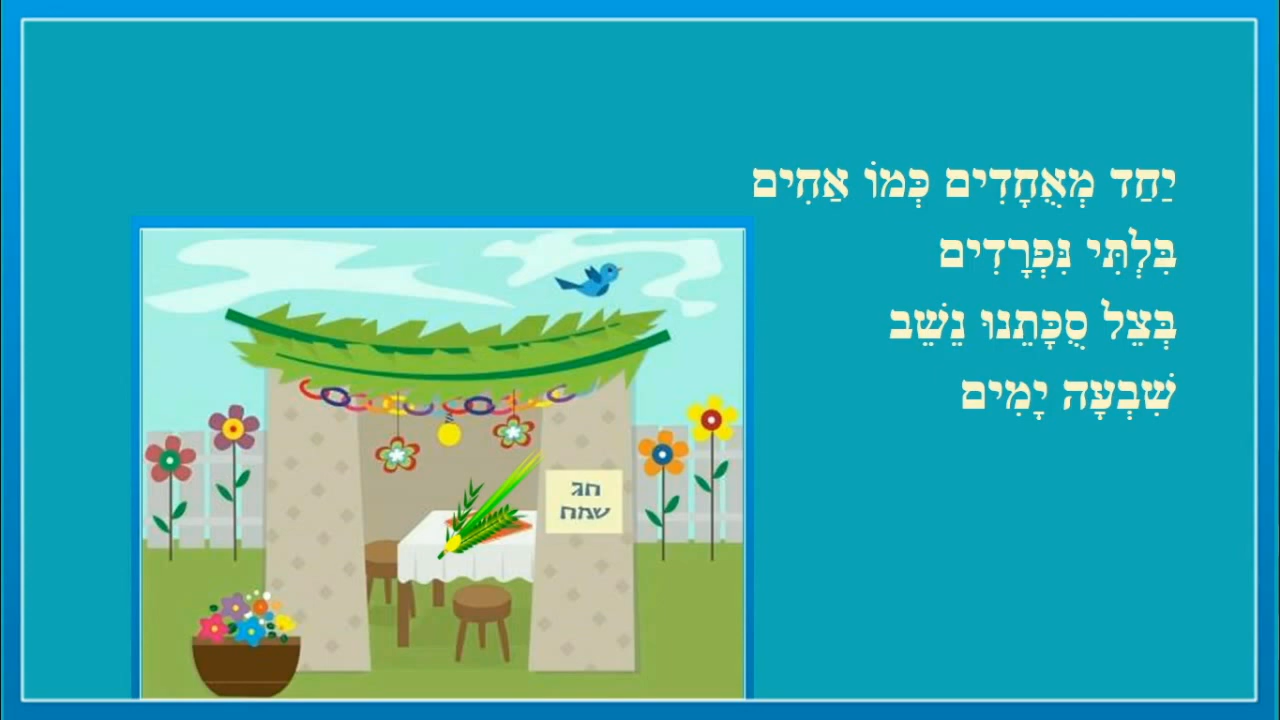 יַחַד מְאֻחָדִים כְּמוֹ אַחִים
בִּלְתִּי נִּפְרָדִים
בְּצֵל סֻכָּתֵנוּ נֵשֵׁב
שִׁבְעָה יָמִים
חג
שמח